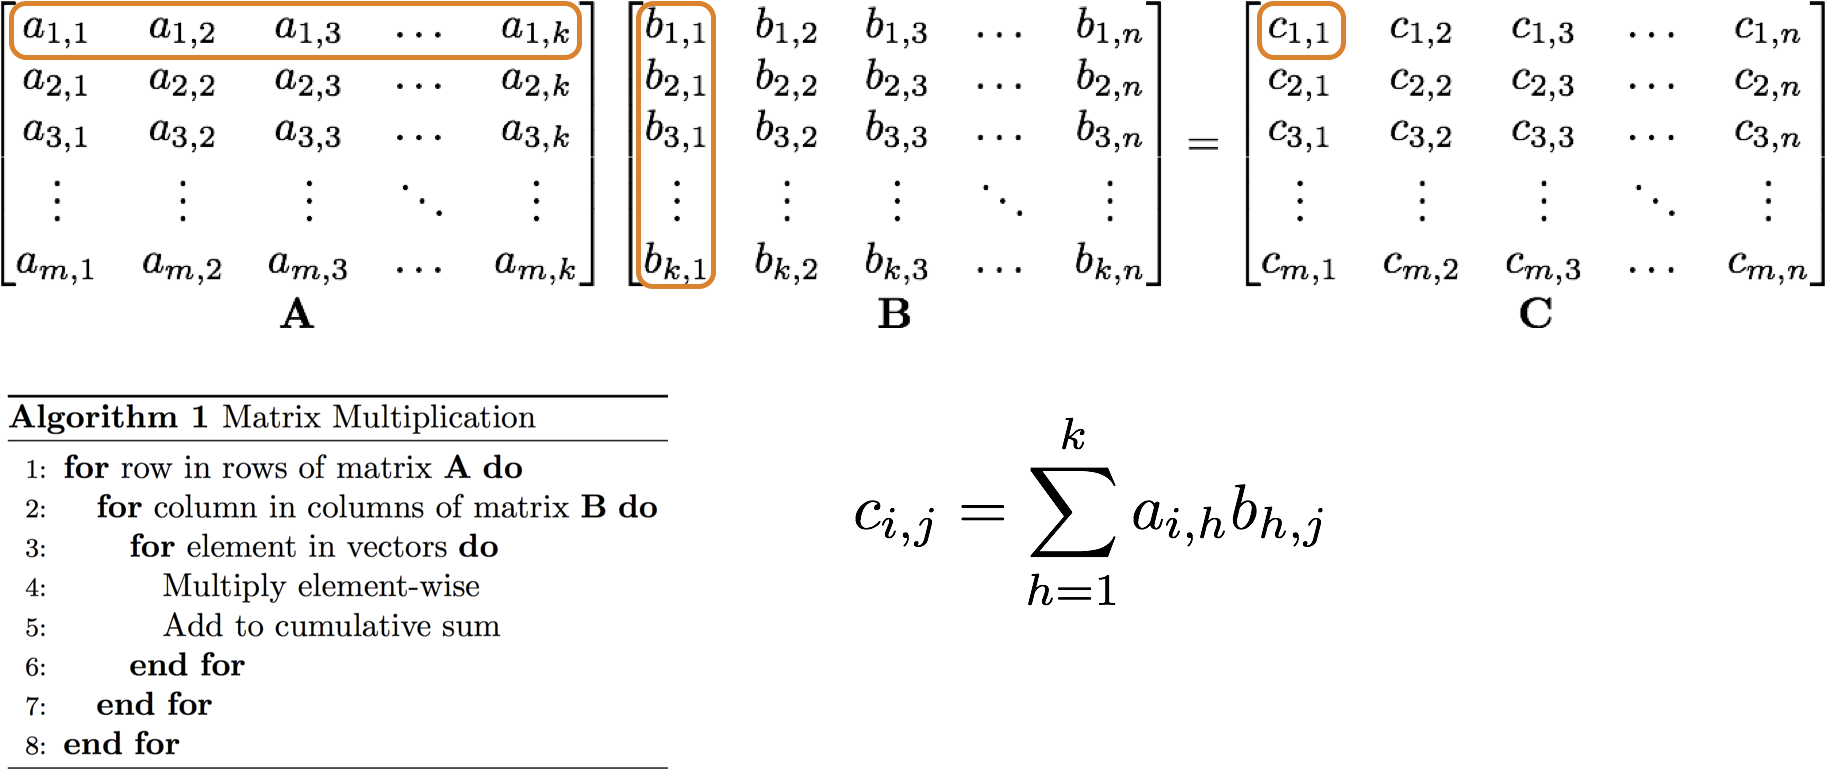 a1,1 a1,2 a1,3 … a1,k b1,1 b1,2 b1,3 … b1,n c1,1 c1,2 c1,3 … c1,n
a2,1 a2,2 a2,3 … a2,k b2,1 b2,2 b2,3 … b2,n c2,1 c2,2 c2,3 … c2,n
a3,1 a3,2 a3,3 … a3,k b3,1 b3,2 b3,3 … b3,n = c3,1 c3,2 c3,3 … c3,n
⋮ ⋮ ⋮ ⋱ ⋮ ⋮ ⋮ ⋮ ⋱ ⋮ ⋮ ⋮ ⋮ ⋱ ⋮
am,1 am,2 am,3 … am,k bk,1 bk,2 bk,3 … bk,n cm,1 cm,2 cm,3 … cm,n
A B C
Algorithm 1 Matrix Multiplication
1: for row in rows of matrix A do
2: for column in columns of matrix B do
3: for element in vectors do
4: Multiply element-wise
5: Add to cumulative sum
6: end for
7: end for
8: end for
k
ci,j = ∑ ai,h bh,j
h=1